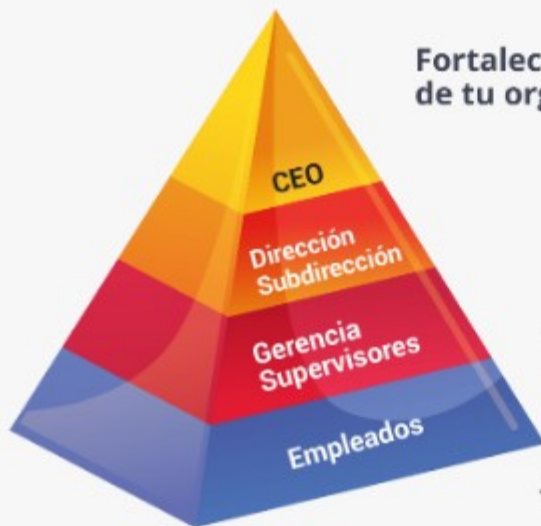 Fortalec
de tu org
CEO
Dirección
Subdirección
Gerencia
Supervisores
Empleados